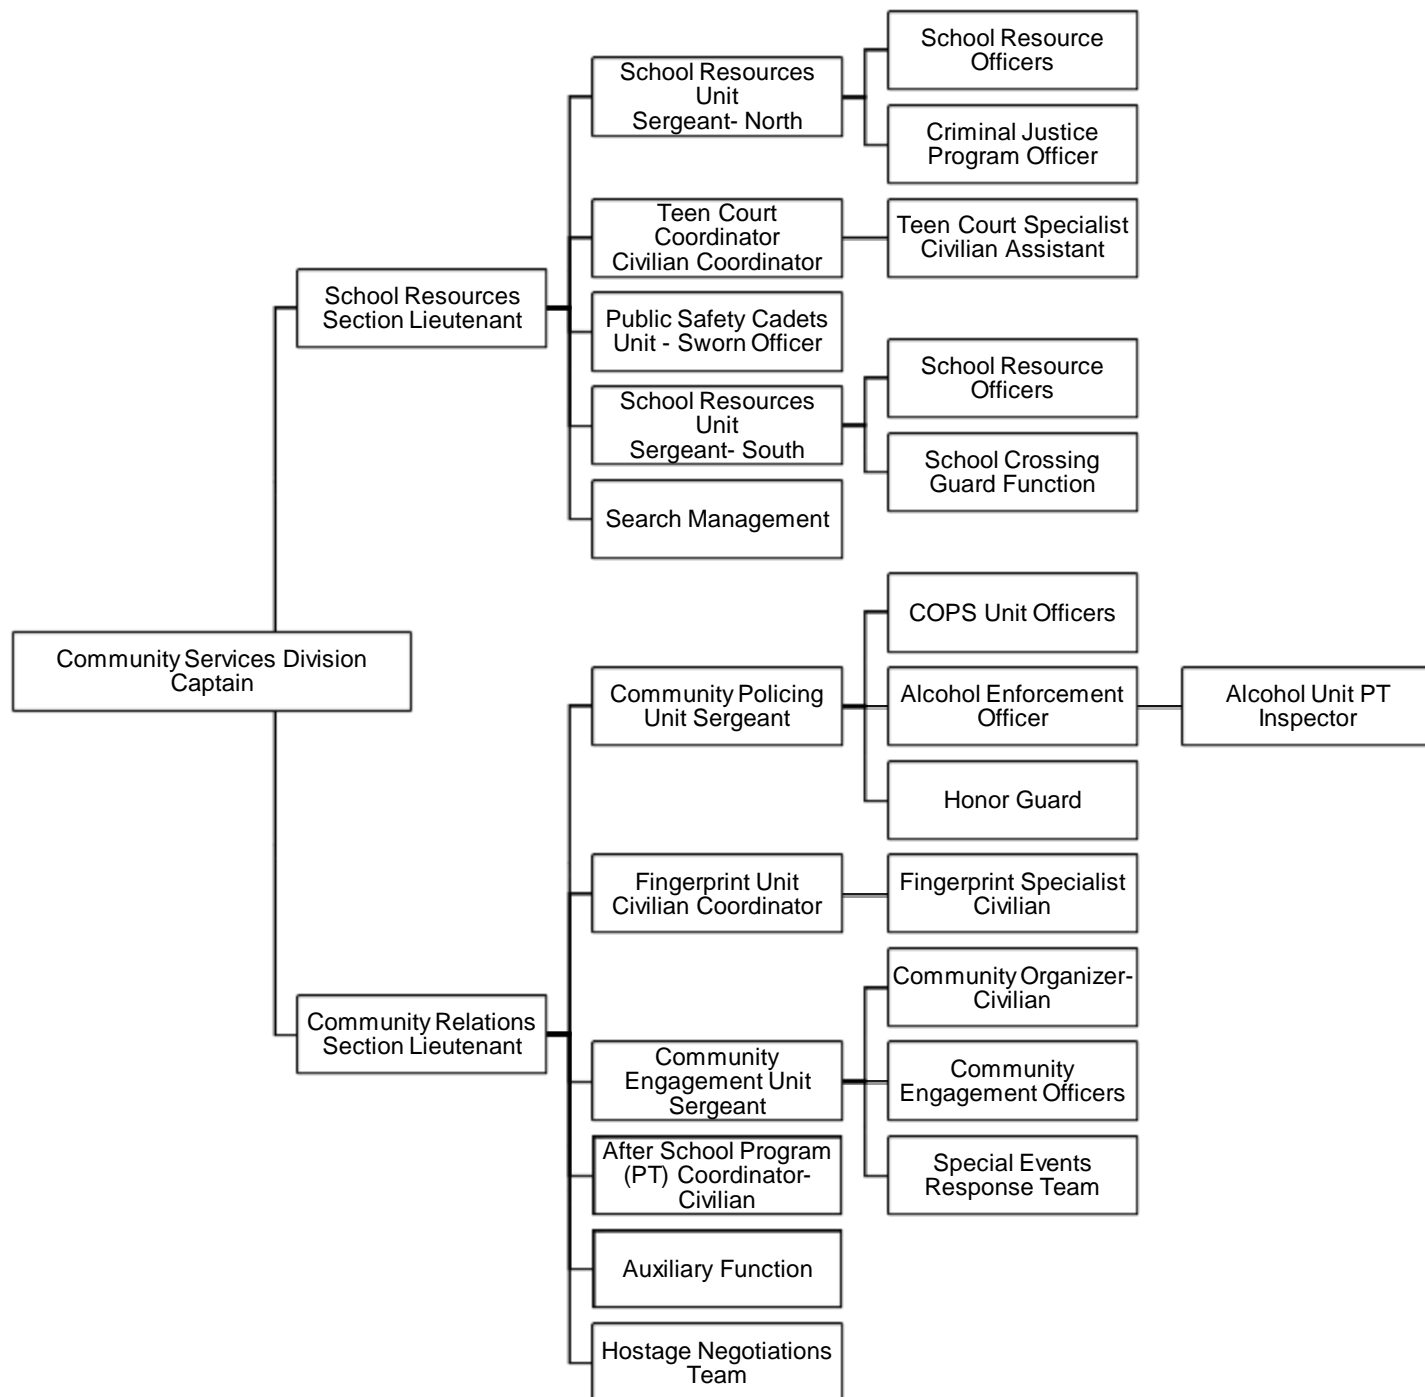 School Resource
Officers
School Resources
Unit
Sergeant- North
Criminal Justice
Program Officer
Teen Court
Coordinator
Civilian Coordinator
Teen Court Specialist
Civilian Assistant
School Resources
Section Lieutenant
Public Safety Cadets
Unit - Sworn Officer
School Resource
Officers
School Resources
Unit
Sergeant- South
School Crossing
Guard Function
Search Management
COPS Unit Officers
Community Services Division
Captain
Community Policing
Unit Sergeant
Alcohol Enforcement
Officer
Alcohol Unit PT
Inspector
Honor Guard
Fingerprint Unit
Civilian Coordinator
Fingerprint Specialist
Civilian
Community Organizer-
Civilian
Community Relations
Section Lieutenant
Community
Engagement Unit
Sergeant
Community
Engagement Officers
After School Program
(PT) Coordinator-
Civilian
Special Events
Response Team
Auxiliary Function
Hostage Negotiations
Team